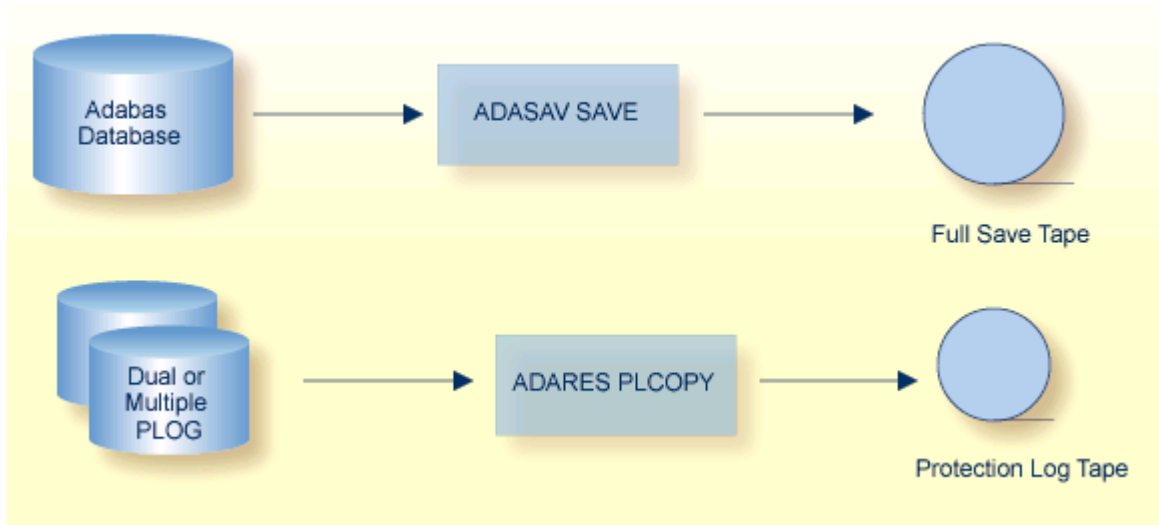 Adabas
Database
ADASAV SAVE
Full Save Tape
Dual or
Multiple
PLOG
ADARES PLCOPY
Protection Log Tape